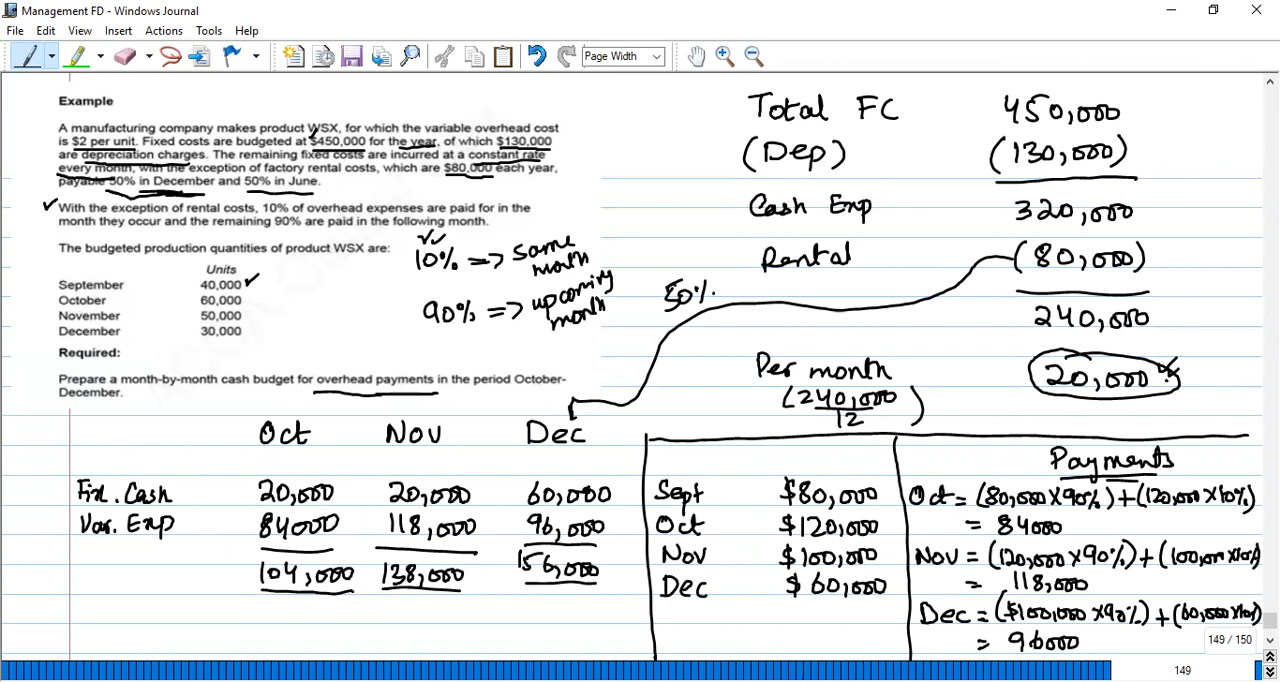 Management FD - Windows Journal
File Edit View Insert Actions Tools Help
Page Width
Example
A manufacturing company makes product WSX, for which the variable overhead cost
is $2 per unit. Fixed costs are budgeted at $450,000 for the year, of which $130,000
are depreciation charges. The remaining fixed costs are incurred at a constant rate
every month, with the exception of factory rental costs, which are $80,000 each year,
payable 50% in December and 50% in June.
With the exception of rental costs, 10% of overhead expenses are paid for in the
month they occur and the remaining 90% are paid in the following month.
The budgeted production quantities of product WSX are:
Units
September 40,000
October 60,000
November 50,000
December 30,000
Required:
Prepare a month-by-month cash budget for overhead payments in the period October-
December.
10% => same
month
90% => upcoming
month
Total FC 450,000
(Dep) (130,000)
Cash Exp 320,000
Rental (80,000)
50%
240,000
Per month 20,000
(240,000
12 )
Oct Nov Dec
Fix. Cash 20,000 20,000 60,000
Var. Exp 84000 118,000 96,000
104,000 138,000 156,000
Sept $80,000
Oct $120,000
Nov $100,000
Dec $60,000
Payments
Oct = (80,000 x 90%) + (120,000 x 10%)
= 84000
Nov = (120,000 x 90%) + (100,000 x 10%)
= 118,000
Dec = ($100,000 x 90%) + (60,000 x 10%)
= 96000
149 / 150
149